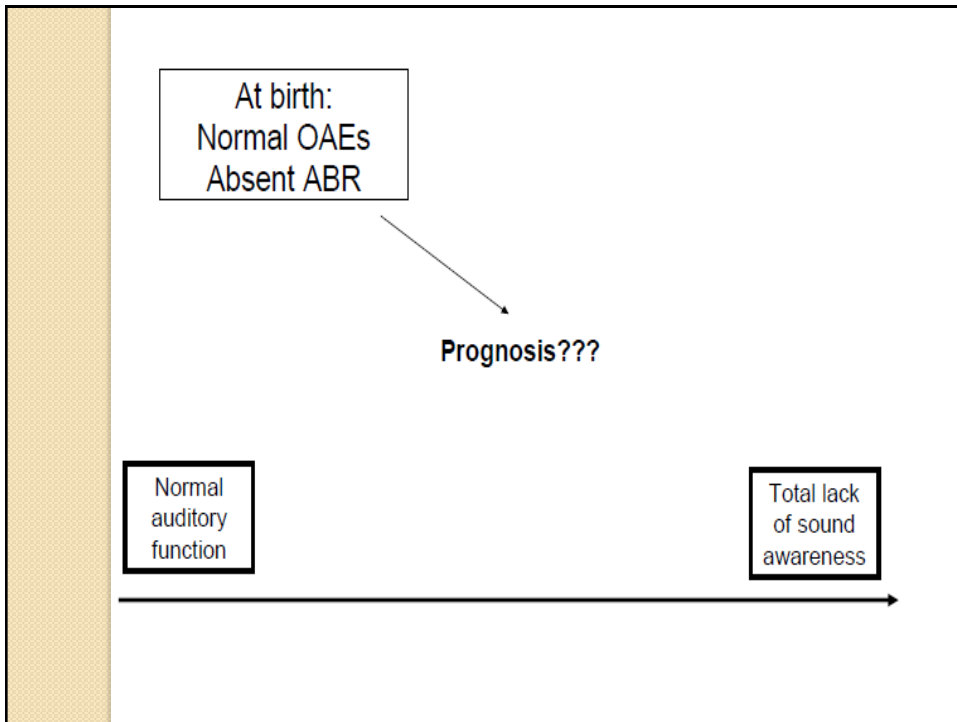 At birth:
Normal OAEs
Absent ABR
Prognosis???
Normal
auditory
function
Total lack
of sound
awareness